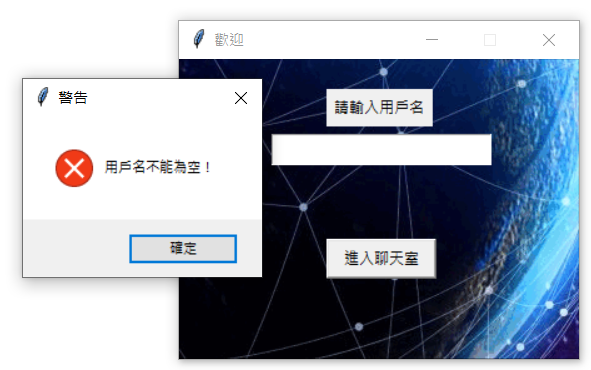 歡迎
請輸入用戶名
進入聊天室
警告
用戶名不能為空！
確定